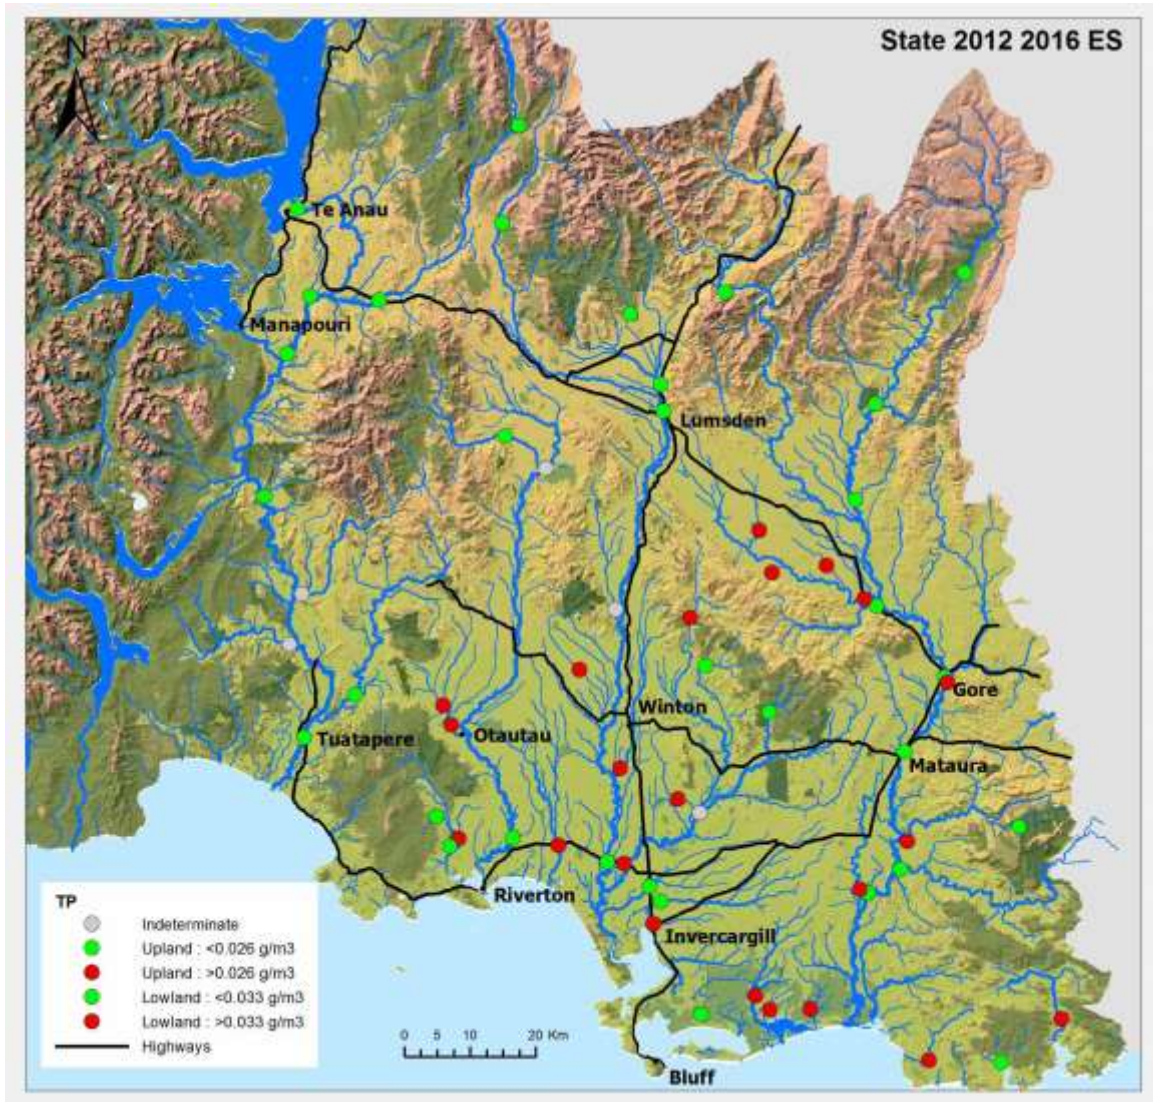 State 2012 2016 ES
N
Te Anau
Manapouri
Lumsden
Winton
Gore
Otautau
Tuatapere
Mataura
Riverton
Invercargill
Bluff
TP
Indeterminate
Upland : <0.026 g/m3
Upland : >0.026 g/m3
Lowland : <0.033 g/m3
Lowland : >0.033 g/m3
Highways
0 5 10 20 Km